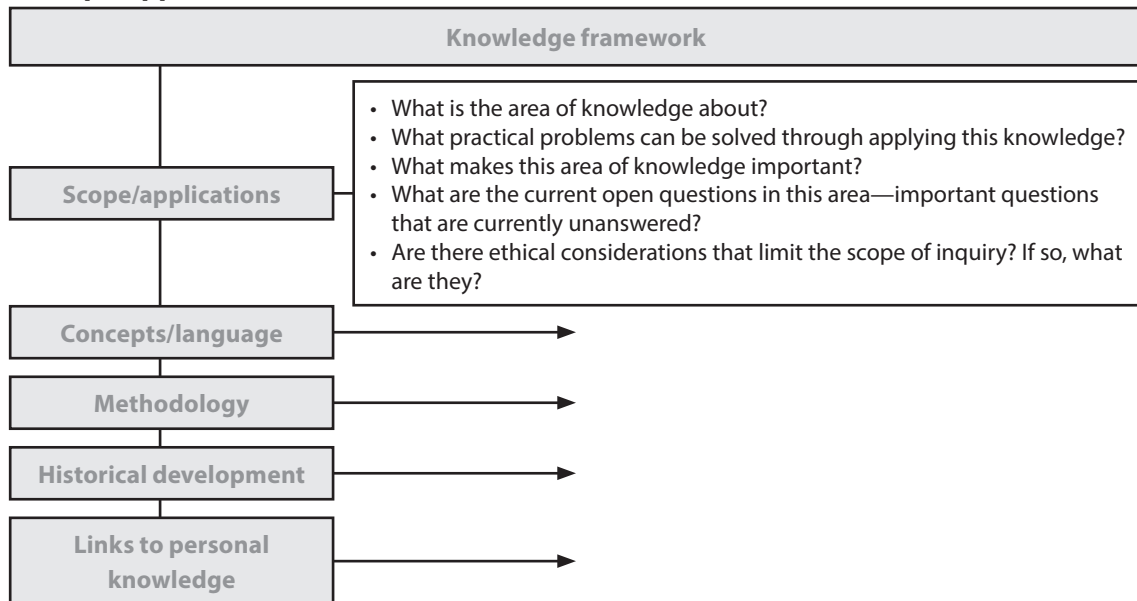 Knowledge framework
Scope/applications
• What is the area of knowledge about?
• What practical problems can be solved through applying this knowledge?
• What makes this area of knowledge important?
• What are the current open questions in this area—important questions
that are currently unanswered?
• Are there ethical considerations that limit the scope of inquiry? If so, what
are they?
Concepts/language
Methodology
Historical development
Links to personal
knowledge